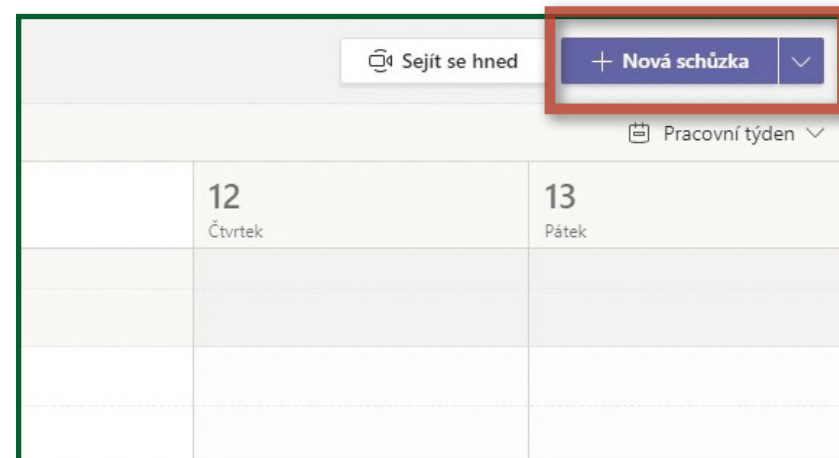 Sejít se hned
Nová schůzka
Pracovní týden
12
13
Čtvrtek
Pátek